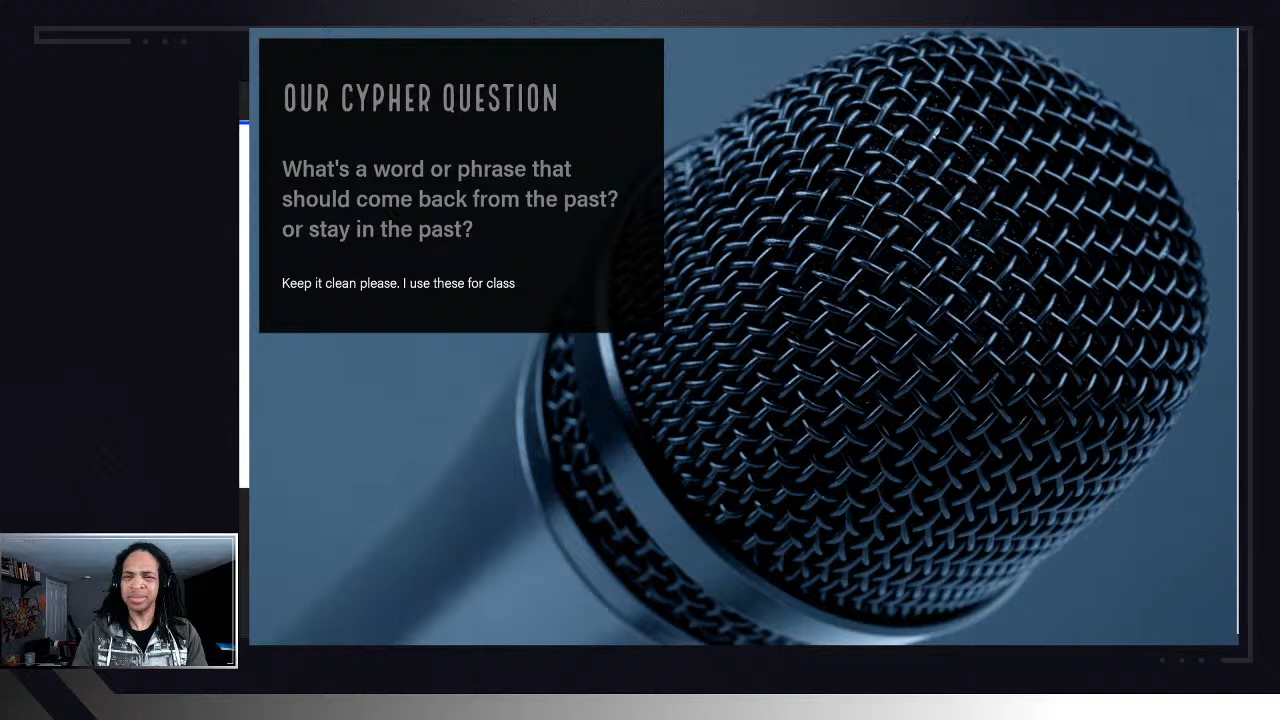 OUR CYPHER QUESTION
What's a word or phrase that
should come back from the past?
or stay in the past?
Keep it clean please. I use these for class